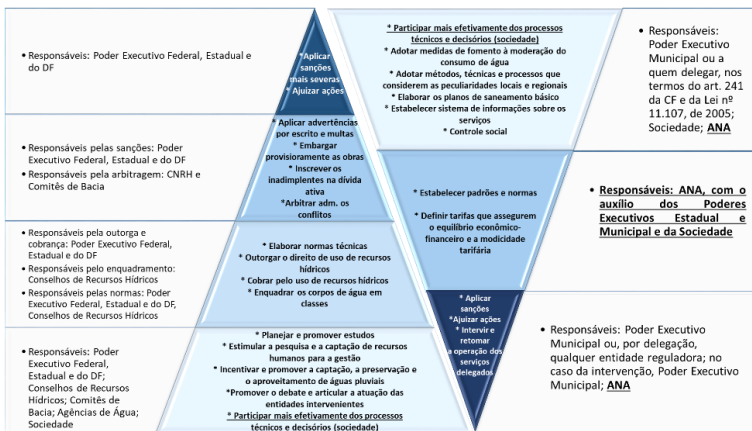 • Responsáveis: Poder Executivo Federal, Estadual e
do DF
*Aplicar
sanções
mais severas
* Ajuizar ações
• Responsáveis pelas sanções: Poder
Executivo Federal, Estadual e do DF
• Responsáveis pela arbitragem: CNRH e
Comitês de Bacia
* Aplicar advertências
por escrito e multas
* Embargar
provisioramente as obras
* Inscrever os
inadimplentes na dívida
ativa
*Arbitrar adm. os
conflitos
• Responsáveis pela outorga e
cobrança: Poder Executivo Federal,
Estadual e do DF
• Responsáveis pelo enquadramento:
Conselhos de Recursos Hídricos
• Responsáveis pelas normas: Poder
Executivo Federal, Estadual e do DF,
Conselhos de Recursos Hídricos
* Elaborar normas técnicas
* Outorgar o direito de uso de recursos
hídricos
* Cobrar pelo uso de recursos hídricos
* Enquadrar os corpos de água em
classes
• Responsáveis: Poder
Executivo Federal,
Estadual e do DF;
Conselhos de Recursos
Hídricos; Comitês de
Bacia; Agências de Água;
Sociedade
* Planejar e promover estudos
* Estimular a pesquisa e a captação de recursos
humanos para a gestão
* Incentivar e promover a captação, a preservação e
o aproveitamento de águas pluviais
*Promover o debate e articular a atuação das
entidades intervenientes
* Participar mais efetivamente dos processos
técnicos e decisórios (sociedade)
* Participar mais efetivamente dos processos
técnicos e decisórios (sociedade)
* Adotar medidas de fomento à moderação do
consumo de água
* Adotar métodos, técnicas e processos que
considerem as peculiaridades locais e regionais
* Elaborar os planos de saneamento básico
* Estabelecer sistema de informações sobre os
serviços
* Controle social
• Responsáveis:
Poder Executivo
Municipal ou a
quem delegar, nos
termos do art. 241
da CF e da Lei nº
11.107, de 2005;
Sociedade; ANA
* Estabelecer padrões e normas
* Definir tarifas que assegurem
o equilíbrio econômico-
financeiro e a modicidade
tarifária
• Responsáveis: ANA, com o
auxílio dos Poderes
Executivos Estadual e
Municipal e da Sociedade
* Aplicar
sanções
*Ajuizar ações
* Intervir e
retomar
a operação dos
serviços
delegados
• Responsáveis: Poder Executivo
Municipal ou, por delegação,
qualquer entidade reguladora; no
caso da intervenção, Poder Executivo
Municipal; ANA